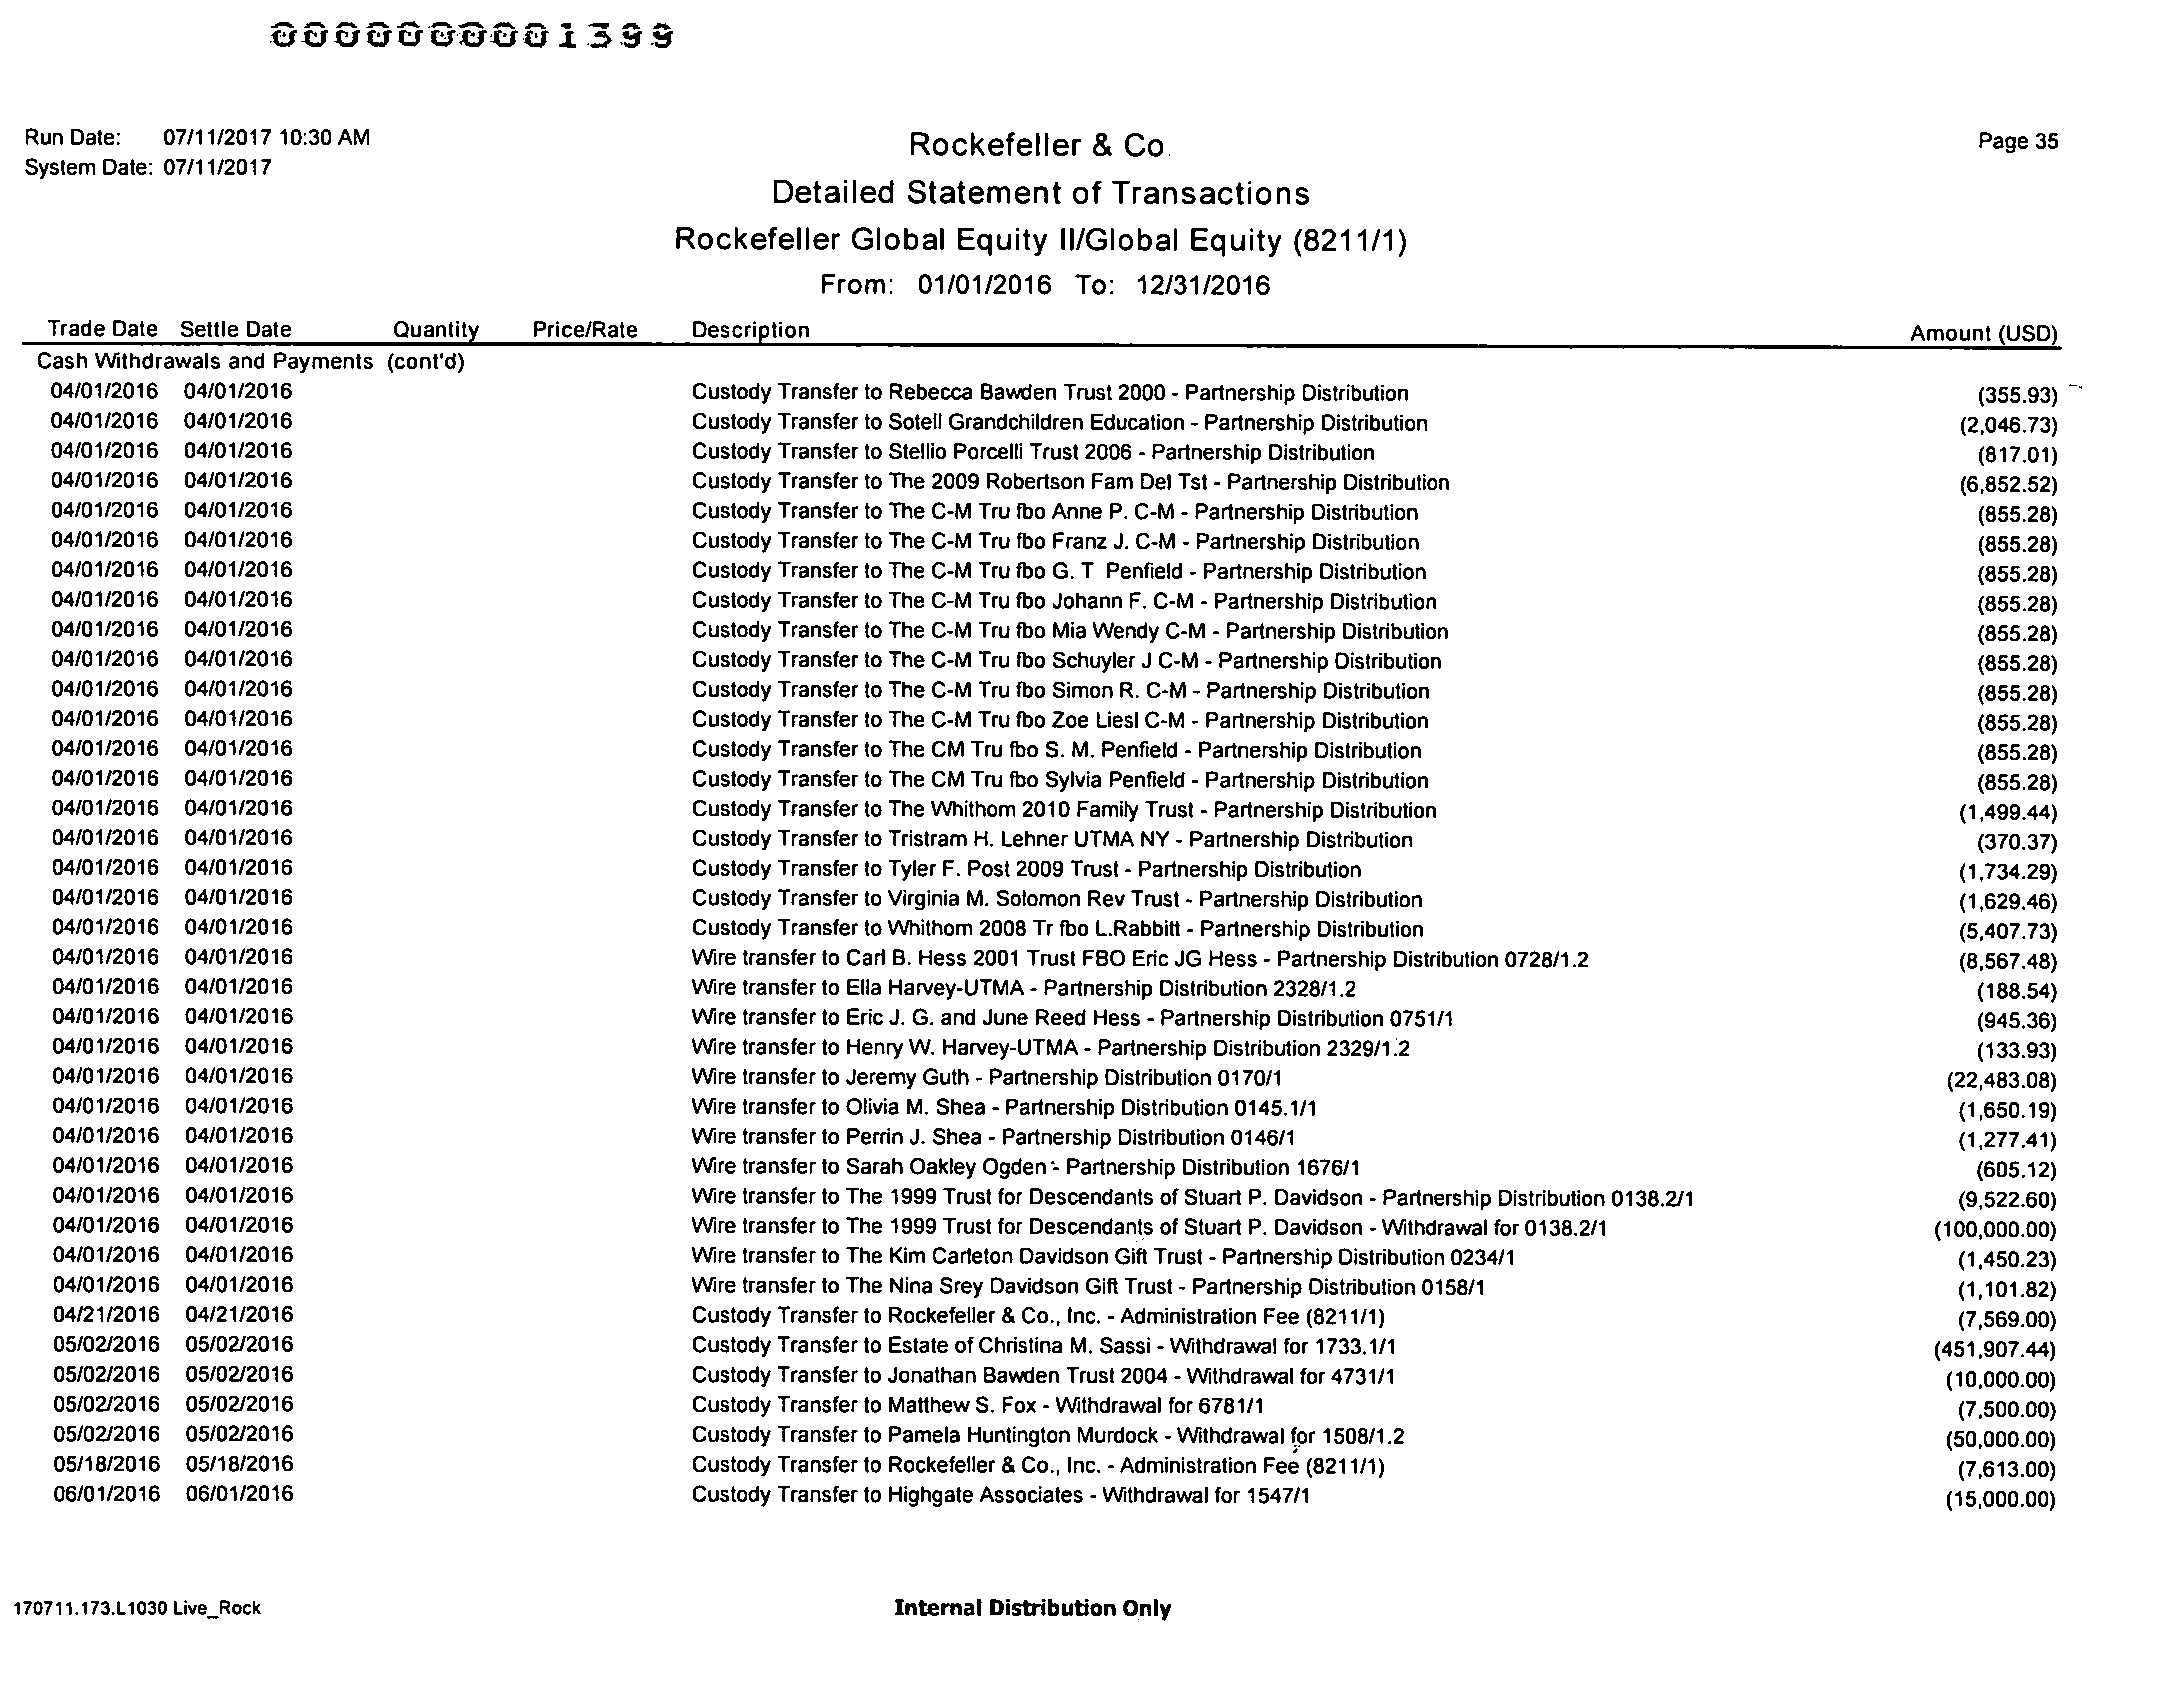 0000000001399
Run Date: 07/11/2017 10:30 AM
System Date: 07/11/2017
Rockefeller & Co.
Page 35
Detailed Statement of Transactions
Rockefeller Global Equity II/Global Equity (8211/1)
From: 01/01/2016 To: 12/31/2016
Trade Date Settle Date Quantity Price/Rate Description Amount (USD)
Cash Withdrawals and Payments (cont'd)
04/01/2016 04/01/2016 Custody Transfer to Rebecca Bawden Trust 2000 - Partnership Distribution (355.93)
04/01/2016 04/01/2016 Custody Transfer to Sotell Grandchildren Education - Partnership Distribution (2,046.73)
04/01/2016 04/01/2016 Custody Transfer to Stellio Porcelli Trust 2006 - Partnership Distribution (817.01)
04/01/2016 04/01/2016 Custody Transfer to The 2009 Robertson Fam Del Tst - Partnership Distribution (6,852.52)
04/01/2016 04/01/2016 Custody Transfer to The C-M Tru fbo Anne P. C-M - Partnership Distribution (855.28)
04/01/2016 04/01/2016 Custody Transfer to The C-M Tru fbo Franz J. C-M - Partnership Distribution (855.28)
04/01/2016 04/01/2016 Custody Transfer to The C-M Tru fbo G. T Penfield - Partnership Distribution (855.28)
04/01/2016 04/01/2016 Custody Transfer to The C-M Tru fbo Johann F. C-M - Partnership Distribution (855.28)
04/01/2016 04/01/2016 Custody Transfer to The C-M Tru fbo Mia Wendy C-M - Partnership Distribution (855.28)
04/01/2016 04/01/2016 Custody Transfer to The C-M Tru fbo Schuyler J C-M - Partnership Distribution (855.28)
04/01/2016 04/01/2016 Custody Transfer to The C-M Tru fbo Simon R. C-M - Partnership Distribution (855.28)
04/01/2016 04/01/2016 Custody Transfer to The C-M Tru fbo Zoe Liesl C-M - Partnership Distribution (855.28)
04/01/2016 04/01/2016 Custody Transfer to The CM Tru fbo S. M. Penfield - Partnership Distribution (855.28)
04/01/2016 04/01/2016 Custody Transfer to The CM Tru fbo Sylvia Penfield - Partnership Distribution (855.28)
04/01/2016 04/01/2016 Custody Transfer to The Whithom 2010 Family Trust - Partnership Distribution (1,499.44)
04/01/2016 04/01/2016 Custody Transfer to Tristram H. Lehner UTMA NY - Partnership Distribution (370.37)
04/01/2016 04/01/2016 Custody Transfer to Tyler F. Post 2009 Trust - Partnership Distribution (1,734.29)
04/01/2016 04/01/2016 Custody Transfer to Virginia M. Solomon Rev Trust - Partnership Distribution (1,629.46)
04/01/2016 04/01/2016 Custody Transfer to Whithom 2008 Tr fbo L.Rabbitt - Partnership Distribution (5,407.73)
04/01/2016 04/01/2016 Wire transfer to Carl B. Hess 2001 Trust FBO Eric JG Hess - Partnership Distribution 0728/1.2 (8,567.48)
04/01/2016 04/01/2016 Wire transfer to Ella Harvey-UTMA - Partnership Distribution 2328/1.2 (188.54)
04/01/2016 04/01/2016 Wire transfer to Eric J. G. and June Reed Hess - Partnership Distribution 0751/1 (945.36)
04/01/2016 04/01/2016 Wire transfer to Henry W. Harvey-UTMA - Partnership Distribution 2329/1.2 (133.93)
04/01/2016 04/01/2016 Wire transfer to Jeremy Guth - Partnership Distribution 0170/1 (22,483.08)
04/01/2016 04/01/2016 Wire transfer to Olivia M. Shea - Partnership Distribution 0145.1/1 (1,650.19)
04/01/2016 04/01/2016 Wire transfer to Perrin J. Shea - Partnership Distribution 0146/1 (1,277.41)
04/01/2016 04/01/2016 Wire transfer to Sarah Oakley Ogden - Partnership Distribution 1676/1 (605.12)
04/01/2016 04/01/2016 Wire transfer to The 1999 Trust for Descendants of Stuart P. Davidson - Partnership Distribution 0138.2/1 (9,522.60)
04/01/2016 04/01/2016 Wire transfer to The 1999 Trust for Descendants of Stuart P. Davidson - Withdrawal for 0138.2/1 (100,000.00)
04/01/2016 04/01/2016 Wire transfer to The Kim Carleton Davidson Gift Trust - Partnership Distribution 0234/1 (1,450.23)
04/01/2016 04/01/2016 Wire transfer to The Nina Srey Davidson Gift Trust - Partnership Distribution 0158/1 (1,101.82)
04/21/2016 04/21/2016 Custody Transfer to Rockefeller & Co., Inc. - Administration Fee (8211/1) (7,569.00)
05/02/2016 05/02/2016 Custody Transfer to Estate of Christina M. Sassi - Withdrawal for 1733.1/1 (451,907.44)
05/02/2016 05/02/2016 Custody Transfer to Jonathan Bawden Trust 2004 - Withdrawal for 4731/1 (10,000.00)
05/02/2016 05/02/2016 Custody Transfer to Matthew S. Fox - Withdrawal for 6781/1 (7,500.00)
05/02/2016 05/02/2016 Custody Transfer to Pamela Huntington Murdock - Withdrawal for 1508/1.2 (50,000.00)
05/18/2016 05/18/2016 Custody Transfer to Rockefeller & Co., Inc. - Administration Fee (8211/1) (7,613.00)
06/01/2016 06/01/2016 Custody Transfer to Highgate Associates - Withdrawal for 1547/1 (15,000.00)
170711.173.L1030 Live_Rock
Internal Distribution Only